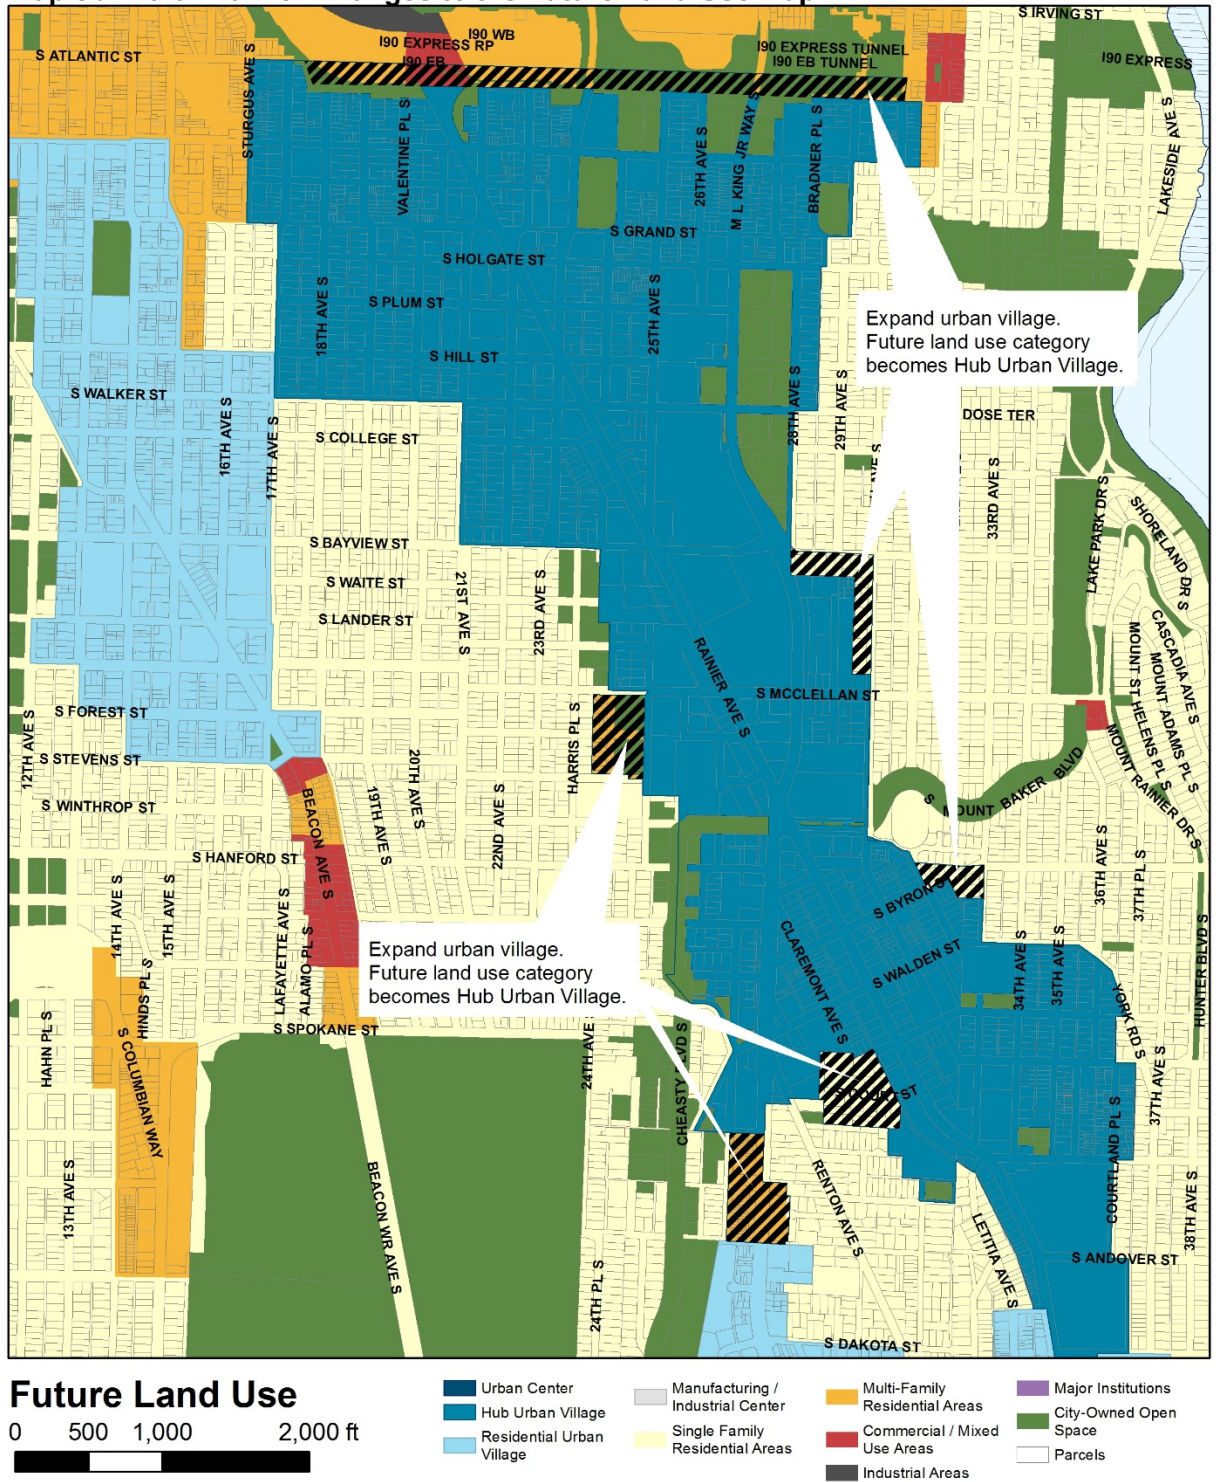 S IRVING ST
I90 WB
I90 EXPRESS RP
I90 EB
S ATLANTIC ST
I90 EXPRESS TUNNEL
I90 EB TUNNEL
I90 EXPRESS
STURGUS AVE S
VALENTINE PL S
26TH AVE S
M L KING JR WAY S
BRADNER PL S
LAKESIDE AVE S
S GRAND ST
S HOLGATE ST
S PLUM ST
18TH AVE S
25TH AVE S
S HILL ST
Expand urban village.
Future land use category
becomes Hub Urban Village.
S WALKER ST
16TH AVE S
17TH AVE S
S COLLEGE ST
28TH AVE S
29TH AVE S
DOSE TER
33RD AVE S
LAKE PARK DR S
SHORELAND DR S
S BAYVIEW ST
S WAITE ST
S LANDER ST
21ST AVE S
23RD AVE S
RAINIER AVE S
S MCCLELLAN ST
CASCADIA AVE S
MOUNT ADAMS PL S
MOUNT ST HELENS PL S
MOUNT RAINIER DR S
12TH AVE S
S FOREST ST
S STEVENS ST
S WINTHROP ST
HARRIS PL S
20TH AVE S
19TH AVE S
22ND AVE S
BEACON AVE S
S MOUNT BAKER BLVD
S HANFORD ST
14TH AVE S
15TH AVE S
LAFAYETTE AVE S
ALAMO PL S
S BYRON ST
36TH AVE S
37TH PL S
HUNTER BLVD S
Expand urban village.
Future land use category
becomes Hub Urban Village.
CLAREMONT AVE S
S WALDEN ST
34TH AVE S
35TH AVE S
YORK RD S
HINDS PL S
HAHN PL S
S COLUMBIAN WAY
S SPOKANE ST
24TH AVE S
CHEASTY BLVD S
S COURT ST
37TH AVE S
COURTLAND PL S
13TH AVE S
BEACON WR AVE S
24TH PL S
RENTON AVE S
LETITIA AVE S
38TH AVE S
S ANDOVER ST
S DAKOTA ST
Future Land Use
0 500 1,000 2,000 ft
Urban Center
Hub Urban Village
Residential Urban
Village
Manufacturing /
Industrial Center
Single Family
Residential Areas
Multi-Family
Residential Areas
Commercial / Mixed
Use Areas
Industrial Areas
Major Institutions
City-Owned Open
Space
Parcels